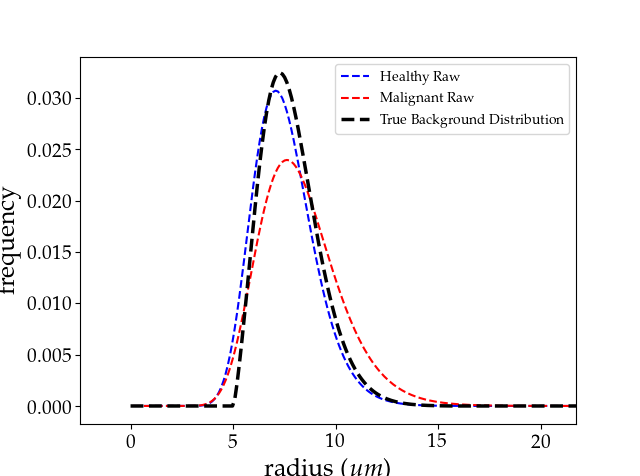 Healthy Raw
Malignant Raw
True Background Distribution
frequency
0.030
0.025
0.020
0.015
0.010
0.005
0.000
0 5 10 15 20
radius (um)